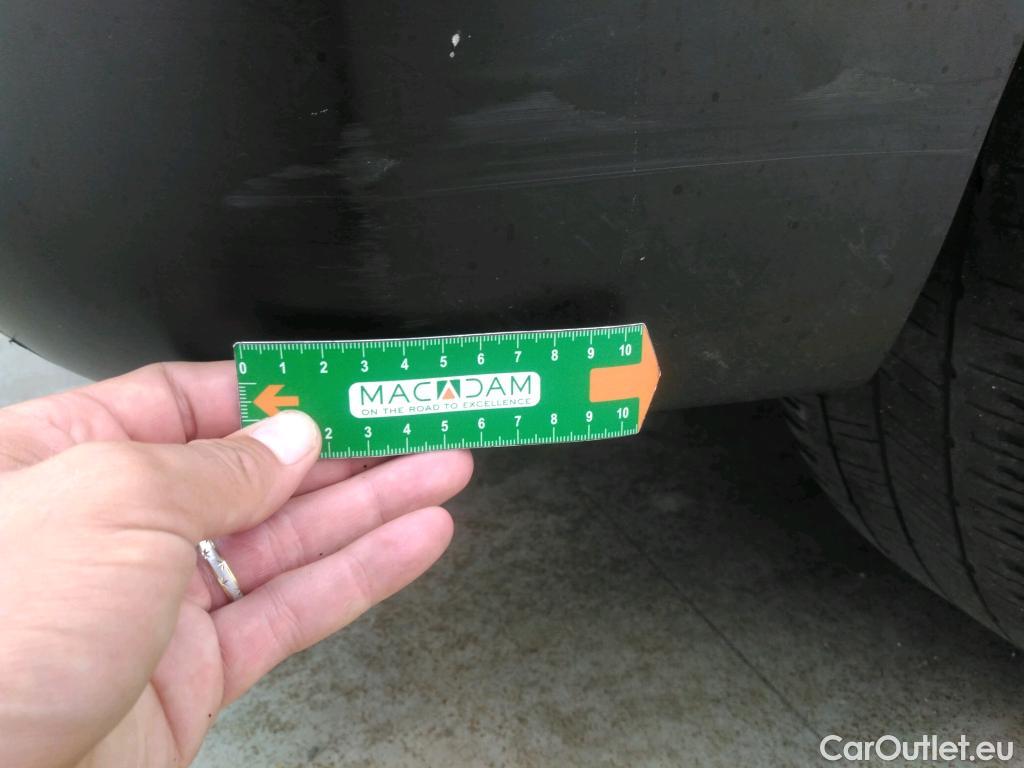 0 1 2 3 4 5 6 7 8 9 10
MACADAM
ON THE ROAD TO EXCELLENCE
2 3 4 5 6 7 8 9 10
CarOutlet.eu